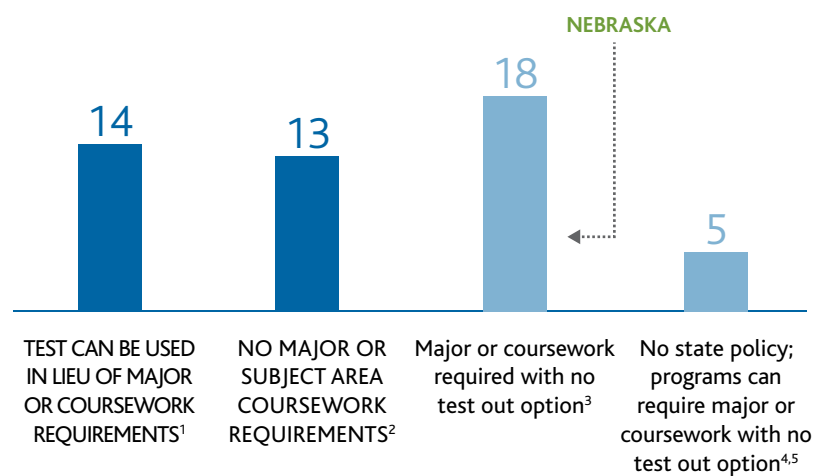 NEBRASKA
14
13
18
5
TEST CAN BE USED
IN LIEU OF MAJOR
OR COURSEWORK
REQUIREMENTS1
NO MAJOR OR
SUBJECT AREA
COURSEWORK
REQUIREMENTS2
Major or coursework
required with no
test out option3
No state policy;
programs can
require major or
coursework with no
test out option4,5